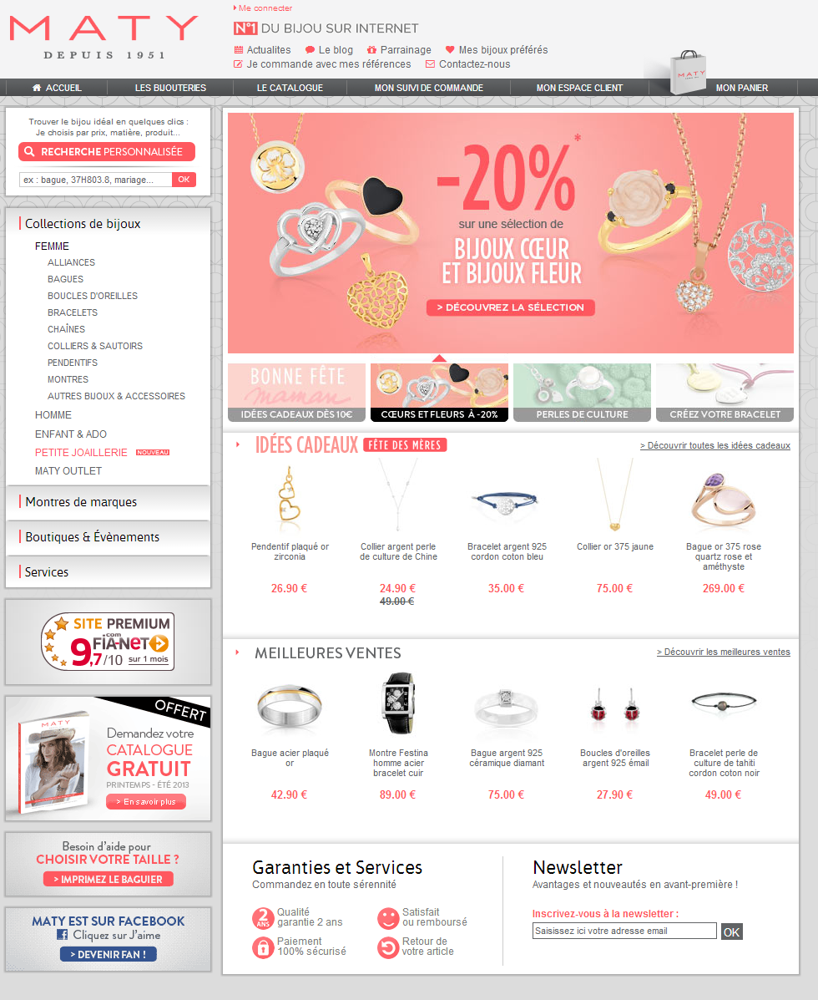 MATY
DEPUIS 1951
Me connecter
N°1 DU BIJOU SUR INTERNET
Actualites Le blog Parrainage Mes bijoux préférés
Je commande avec mes références Contactez-nous
ACCUEIL LES BIJOUTERIES LE CATALOGUE MON SUIVI DE COMMANDE MON ESPACE CLIENT MATY MON PANIER
Trouver le bijou idéal en quelques clics :
Je choisis par prix, matière, produit...
RECHERCHE PERSONNALISÉE
ex : bague, 37H803.8, mariage... OK
Collections de bijoux
FEMME
ALLIANCES
BAGUES
BOUCLES D'OREILLES
BRACELETS
CHAÎNES
COLLIERS & SAUTOIRS
PENDENTIFS
MONTRES
AUTRES BIJOUX & ACCESSOIRES
HOMME
ENFANT & ADO
PETITE JOAILLERIE NOUVEAU
MATY OUTLET
Montres de marques
Boutiques & Évènements
Services
SITE PREMIUM
.com
FIA-NET
9,7/10 sur 1 mois
OFFERT
MATY
Demandez votre
CATALOGUE
GRATUIT
PRINTEMPS - ÉTÉ 2013
> En savoir plus
Besoin d'aide pour
CHOISIR VOTRE TAILLE ?
> IMPRIMEZ LE BAGUIER
MATY EST SUR FACEBOOK
Cliquez sur J'aime
> DEVENIR FAN !
-20%*
sur une sélection de
BIJOUX CŒUR
ET BIJOUX FLEUR
> DÉCOUVREZ LA SÉLECTION
BONNE FÊTE
maman
IDÉES CADEAUX DÈS 10€ CŒURS ET FLEURS À -20% PERLES DE CULTURE CRÉEZ VOTRE BRACELET
IDÉES CADEAUX FÊTE DES MÈRES > Découvrir toutes les idées cadeaux
Pendentif plaqué or
zirconia
26.90 €
Collier argent perle
de culture de Chine
24.90 €
49.00 €
Bracelet argent 925
cordon coton bleu
35.00 €
Collier or 375 jaune
75.00 €
Bague or 375 rose
quartz rose et
améthyste
269.00 €
MEILLEURES VENTES > Découvrir les meilleures ventes
Bague acier plaqué
or
42.90 €
Montre Festina
homme acier
bracelet cuir
89.00 €
Bague argent 925
céramique diamant
75.00 €
Boucles d'oreilles
argent 925 émail
27.90 €
Bracelet perle de
culture de tahiti
cordon coton noir
49.00 €
Garanties et Services
Commandez en toute sérennité
2 ANS
Qualité
garantie 2 ans
Satisfait
ou remboursé
Paiement
100% sécurisé
Retour de
votre article
Newsletter
Avantages et nouveautés en avant-première !
Inscrivez-vous à la newsletter :
Saisissez ici votre adresse email OK